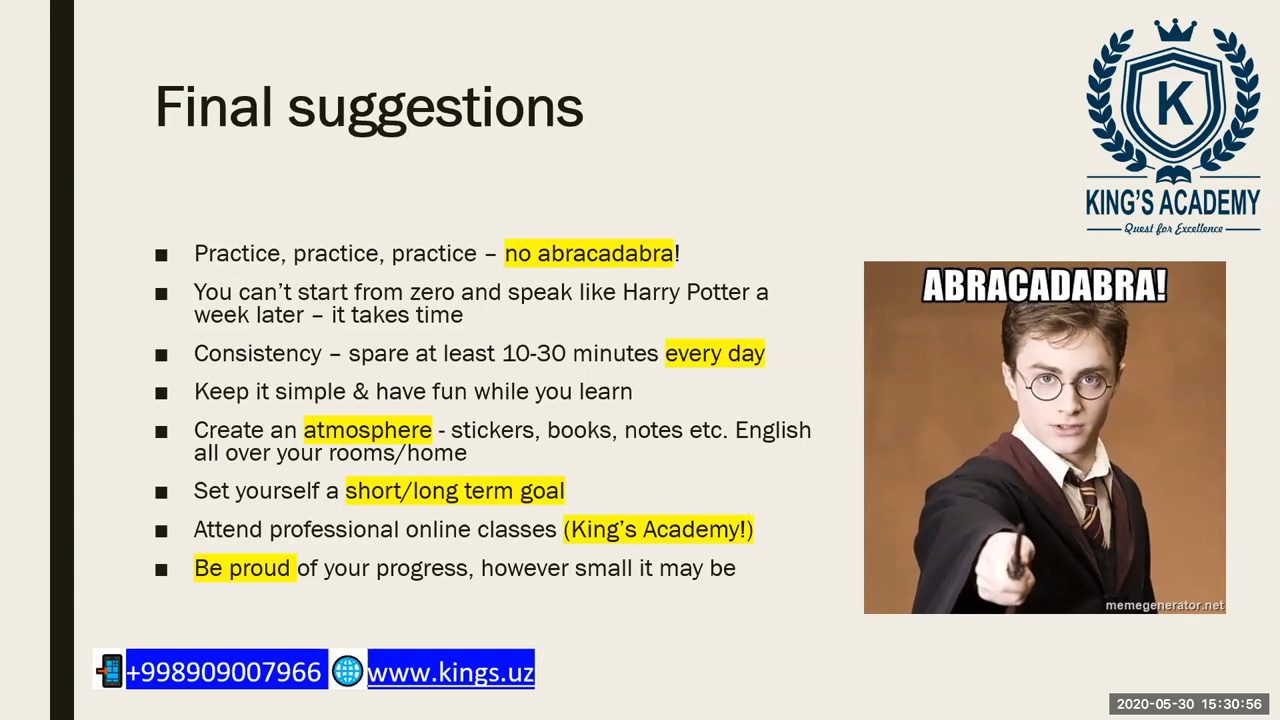 Final suggestions
K
KING'S ACADEMY
Quest for Excellence
■ Practice, practice, practice – no abracadabra!
■ You can't start from zero and speak like Harry Potter a
week later – it takes time
■ Consistency – spare at least 10-30 minutes every day
■ Keep it simple & have fun while you learn
■ Create an atmosphere - stickers, books, notes etc. English
all over your rooms/home
■ Set yourself a short/long term goal
■ Attend professional online classes (King's Academy!)
■ Be proud of your progress, however small it may be
ABRACADABRA!
memegenerator.net
+998909007966 www.kings.uz
2020-05-30 15:30:56